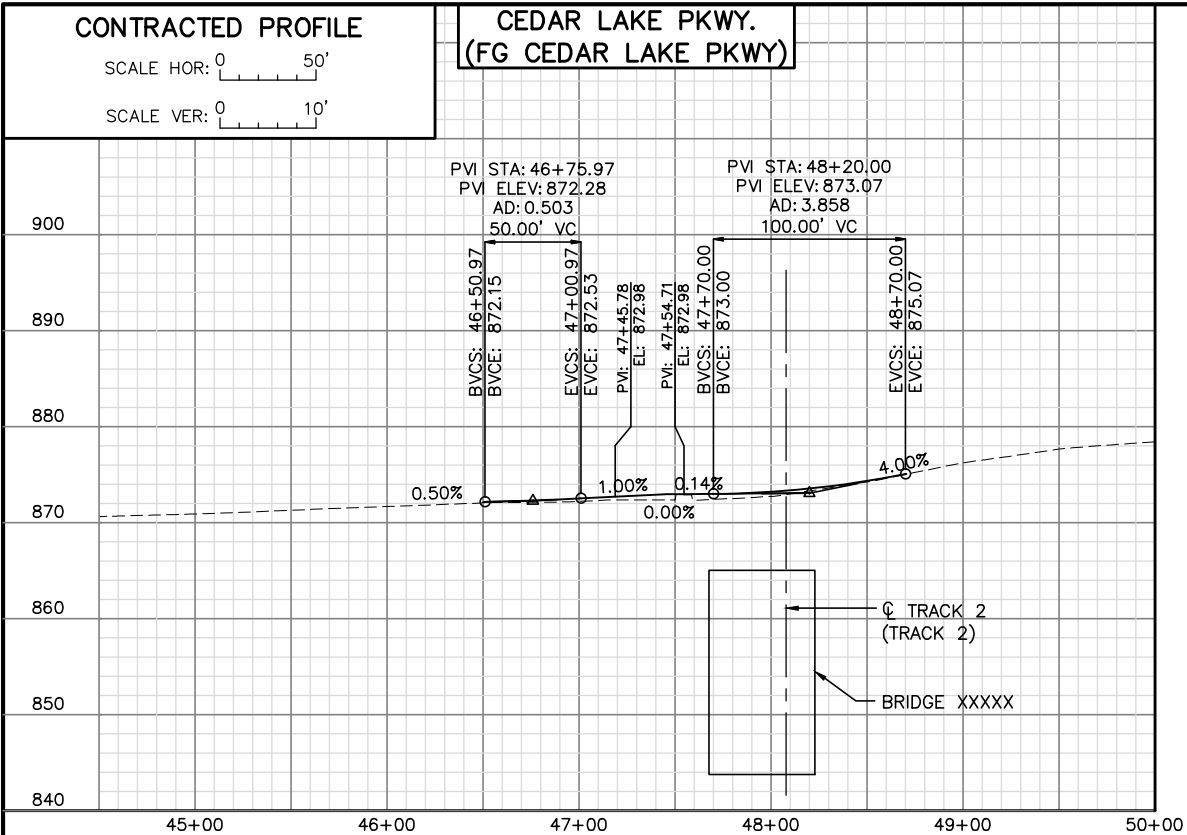 CONTRACTED PROFILE
SCALE HOR: 0 50'
SCALE VER: 0 10'
CEDAR LAKE PKWY.
(FG CEDAR LAKE PKWY)
PVI STA: 46+75.97
PVI ELEV: 872.28
AD: 0.503
50.00' VC
PVI STA: 48+20.00
PVI ELEV: 873.07
AD: 3.858
100.00' VC
BVCS: 46+50.97
BVCE: 872.15
EVCS: 47+00.97
EVCE: 872.53
PVI: 47+45.78
EL: 872.98
PVI: 47+54.71
EL: 872.98
BVCS: 47+70.00
BVCE: 873.00
EVCS: 48+70.00
EVCE: 875.07
900
890
880
870
860
850
840
0.50%
1.00%
0.00%
0.14%
4.00%
℄ TRACK 2
(TRACK 2)
BRIDGE XXXXX
45+00 46+00 47+00 48+00 49+00 50+00